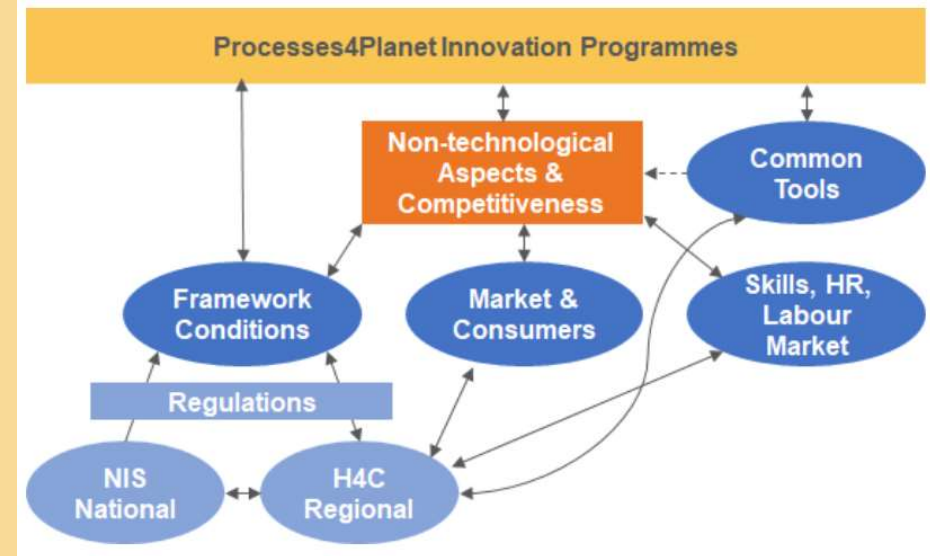 Processes4Planet Innovation Programmes
Non-technological
Aspects &
Competitiveness
Common
Tools
Framework
Conditions
Market &
Consumers
Skills, HR,
Labour
Market
Regulations
NIS
National
H4C
Regional